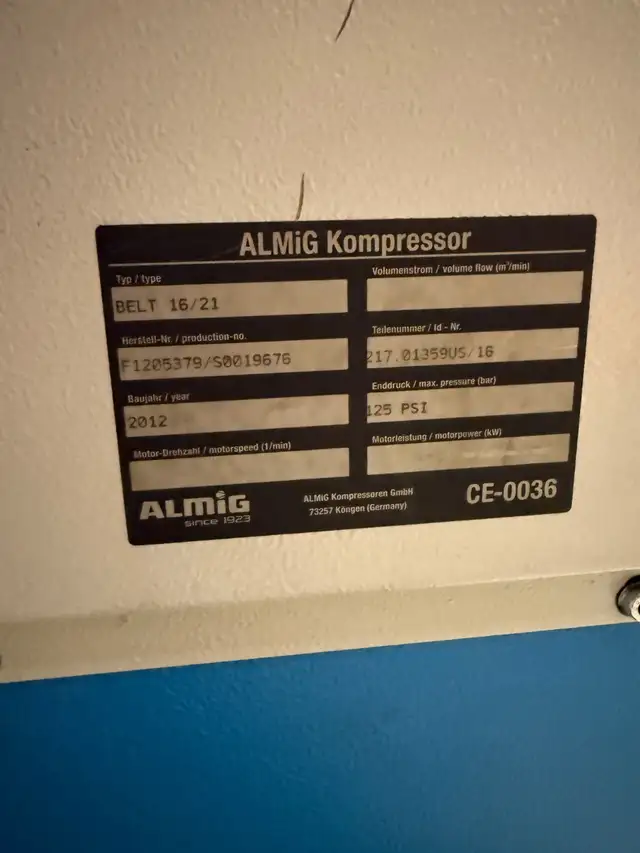 ALMiG Kompressor
Typ / type
BELT 16/21
Volumenstrom / volume flow (m³/min)
Herstell-Nr. / production-no.
F1205379/S0019676
Teilenummer / Id - Nr.
217.01359US/16
Baujahr / year
2012
Enddruck / max. pressure (bar)
125 PSI
Motor-Drehzahl / motorspeed (1/min)
Motorleistung / motorpower (kW)
ALMiG
since 1923
ALMiG Kompressoren GmbH
73257 Köngen (Germany)
CE-0036